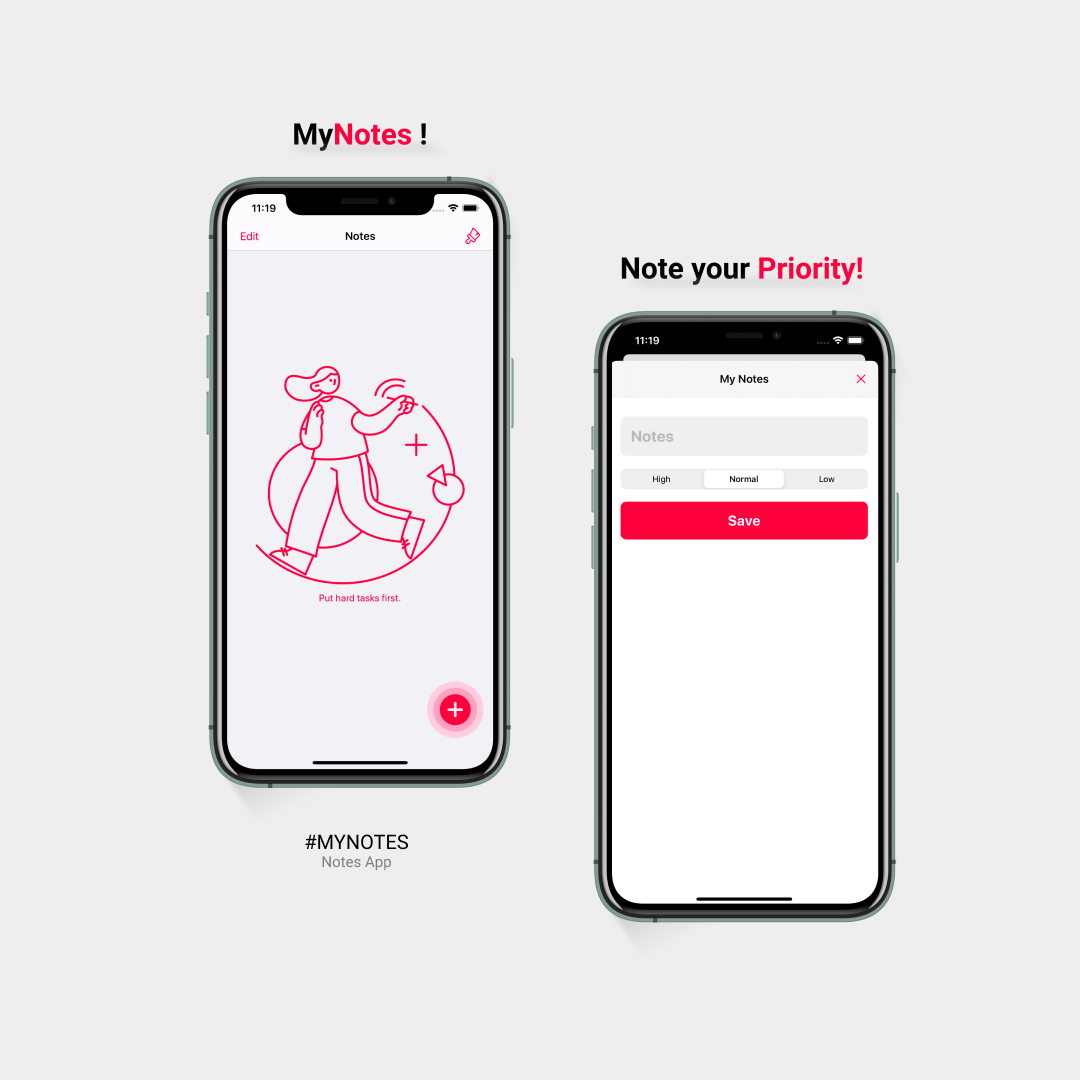 MyNotes !
11:19
Edit Notes
Put hard tasks first.
#MYNOTES
Notes App
Note your Priority!
11:19
My Notes
Notes
High Normal Low
Save